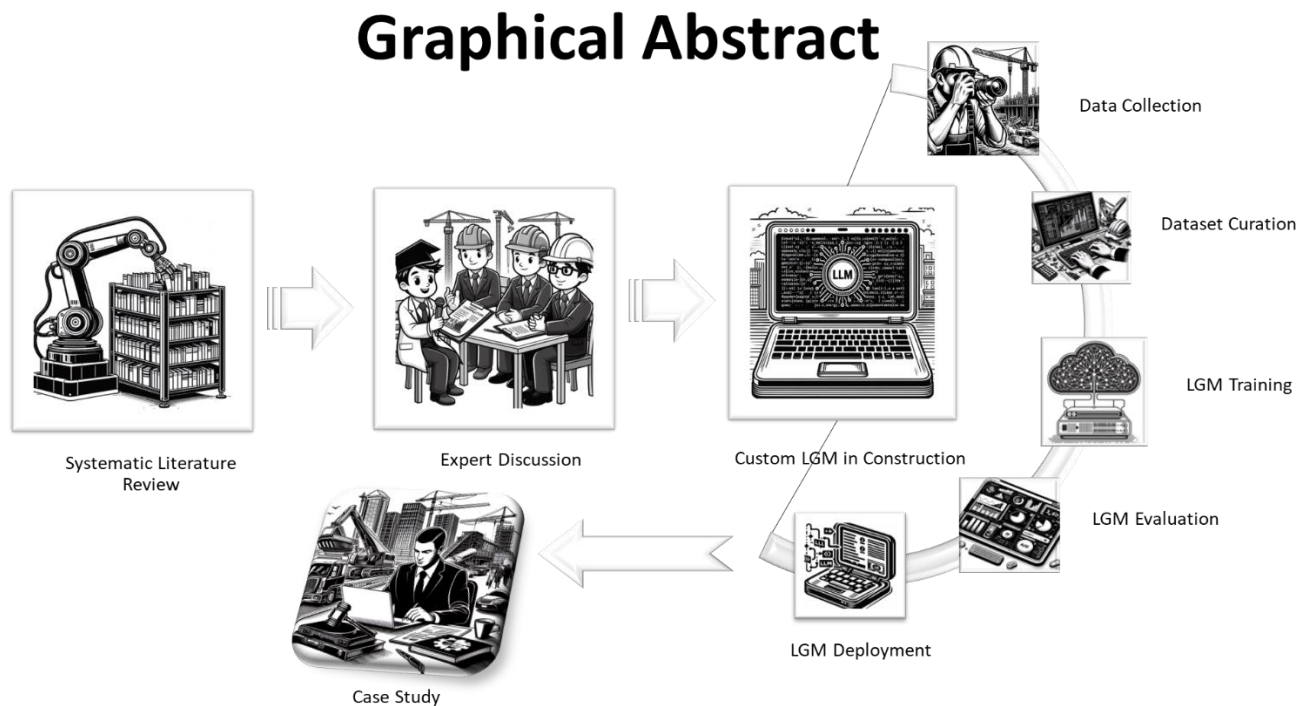 Graphical Abstract
Data Collection
Dataset Curation
LGM Training
LGM Evaluation
LGM Deployment
Systematic Literature
Review
Expert Discussion
LLM
Custom LGM in Construction
Case Study